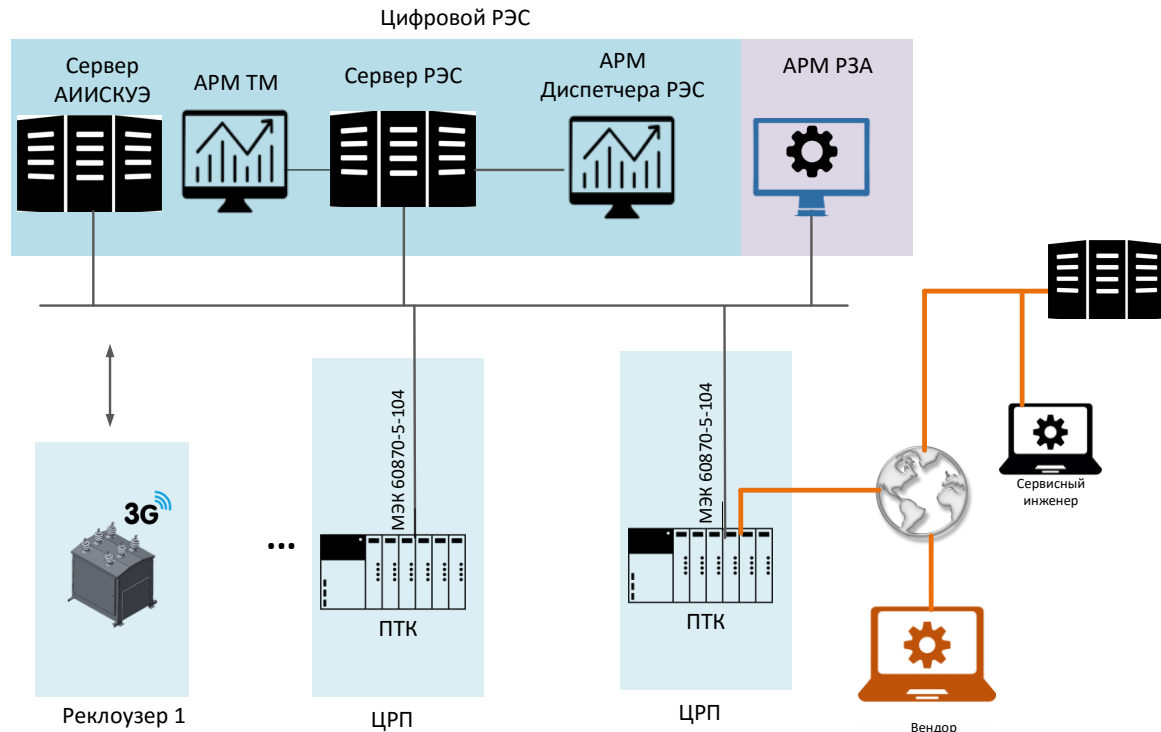 Цифровой РЭС
Сервер
АИИСКУЭ
АРМ ТМ
Сервер РЭС
АРМ
Диспетчера РЭС
АРМ РЗА
МЭК 60870-5-104
МЭК 60870-5-104
3G
...
Сервисный
инженер
ПТК
ПТК
Реклоузер 1
ЦРП
ЦРП
Вендор